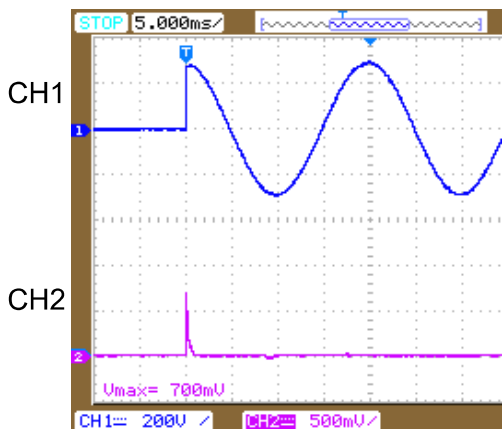 STOP 5.000ms/
T
T
CH1
1
CH2
2
Vmax= 700mV
CH1 200V /
CH2 500mV/